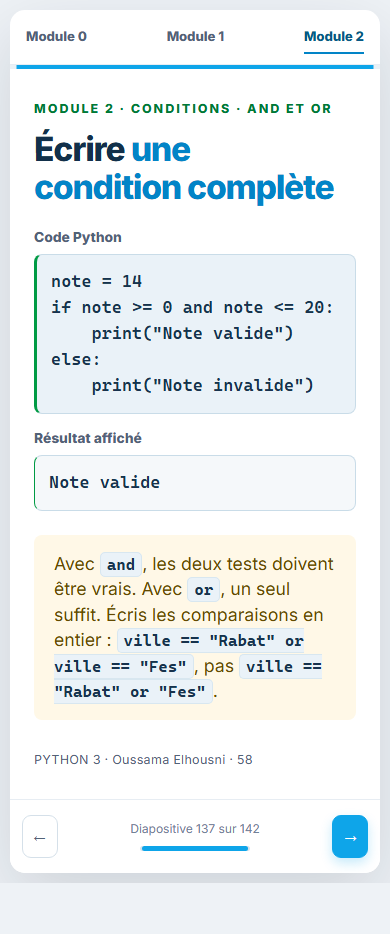 Module 0
Module 1
Module 2
MODULE 2 · CONDITIONS · AND ET OR
Écrire une
condition complète
Code Python
note = 14
if note >= 0 and note <= 20:
    print("Note valide")
else:
    print("Note invalide")
Résultat affiché
Note valide
Avec and, les deux tests doivent
être vrais. Avec or, un seul
suffit. Écris les comparaisons en
entier : ville == "Rabat" or
ville == "Fes", pas ville ==
"Rabat" or "Fes".
PYTHON 3 · Oussama Elhousni · 58
← Diapositive 137 sur 142 →